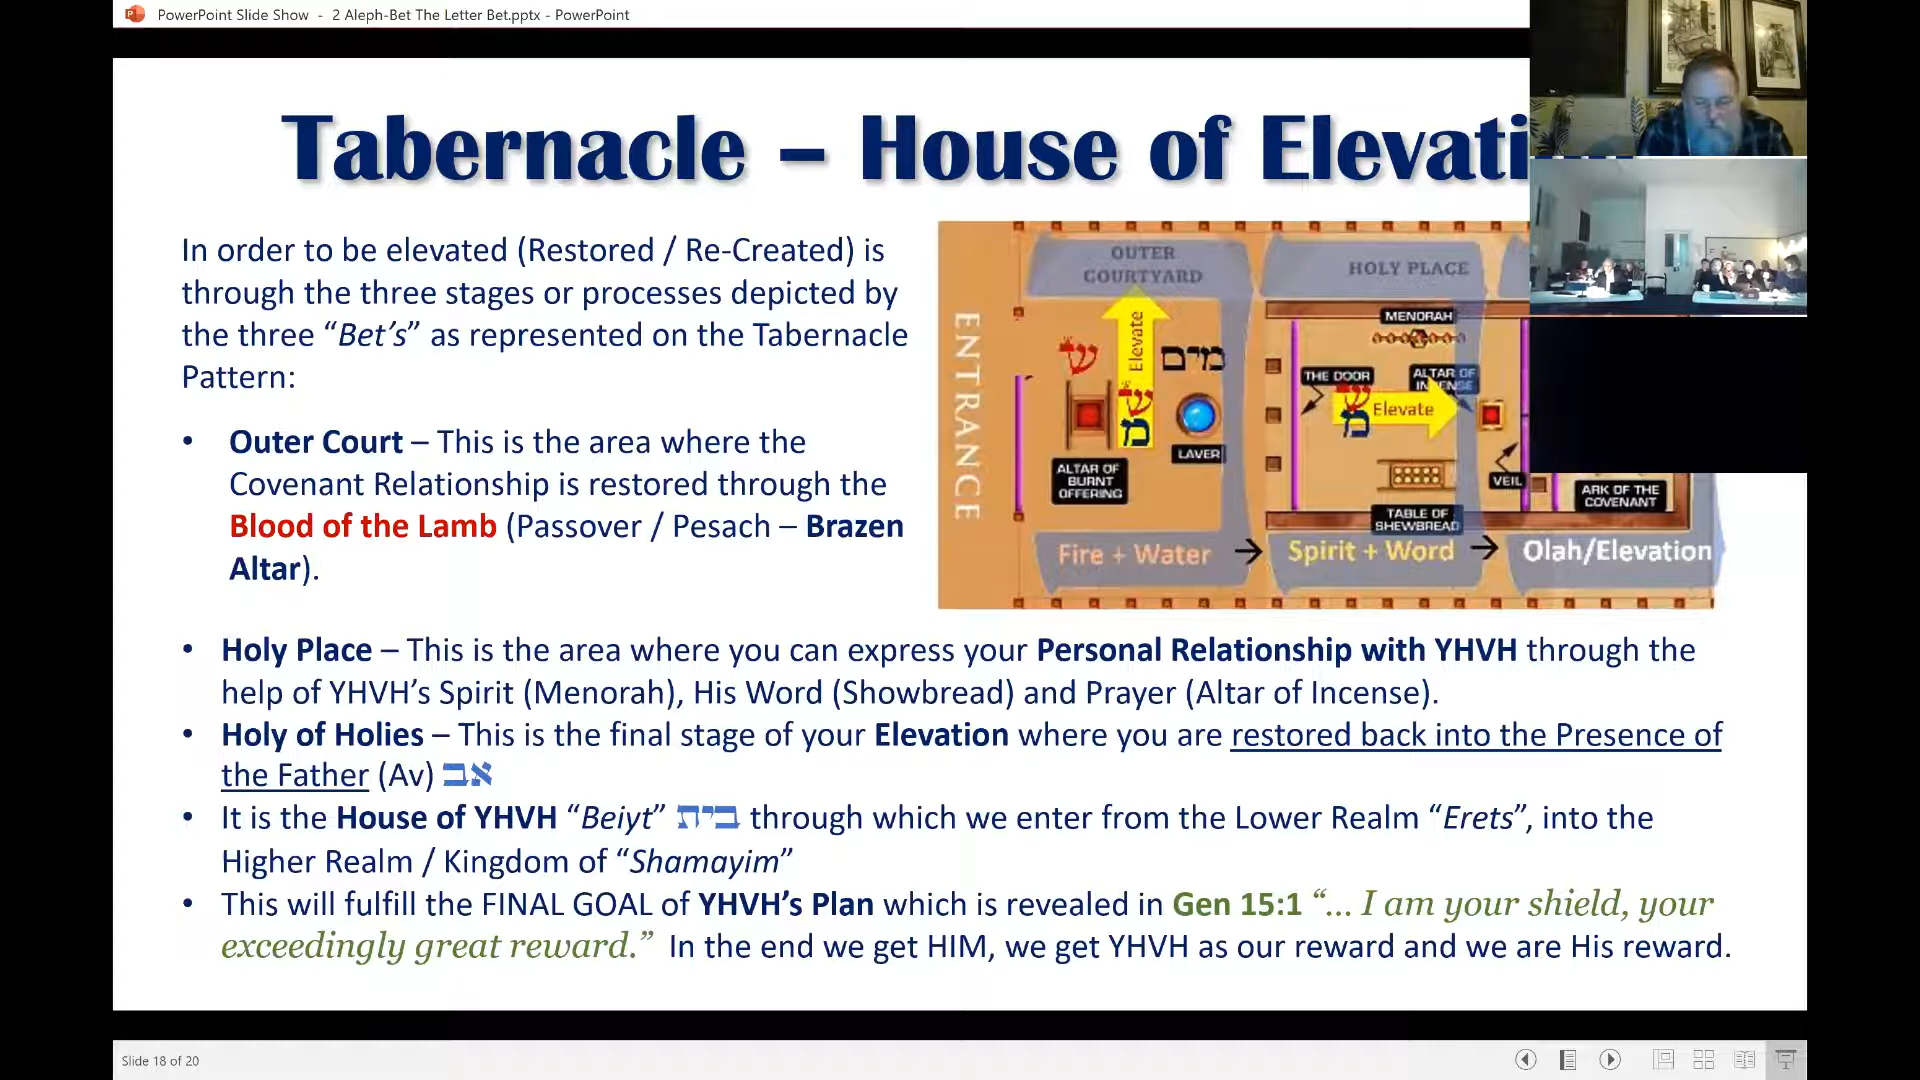 PowerPoint Slide Show - 2 Aleph-Bet The Letter Bet.pptx - PowerPoint
Tabernacle – House of Elevati
In order to be elevated (Restored / Re-Created) is
through the three stages or processes depicted by
the three “Bet’s” as represented on the Tabernacle
Pattern:
• Outer Court – This is the area where the
Covenant Relationship is restored through the
Blood of the Lamb (Passover / Pesach – Brazen
Altar).
ENTRANCE
OUTER
COURTYARD
HOLY PLACE
Elevate
ש
מים
ש
מ
ALTAR OF
BURNT
OFFERING
LAVER
MENORAH
THE DOOR
ALTAR OF
INCENSE
ש
מ
Elevate
VEIL
TABLE OF
SHEWBREAD
ARK OF THE
COVENANT
Fire + Water → Spirit + Word → Olah/Elevation
• Holy Place – This is the area where you can express your Personal Relationship with YHVH through the
help of YHVH’s Spirit (Menorah), His Word (Showbread) and Prayer (Altar of Incense).
• Holy of Holies – This is the final stage of your Elevation where you are restored back into the Presence of
the Father (Av) אב
• It is the House of YHVH “Beiyt” בית through which we enter from the Lower Realm “Erets”, into the
Higher Realm / Kingdom of “Shamayim”
• This will fulfill the FINAL GOAL of YHVH’s Plan which is revealed in Gen 15:1 “... I am your shield, your
exceedingly great reward.” In the end we get HIM, we get YHVH as our reward and we are His reward.
Slide 18 of 20